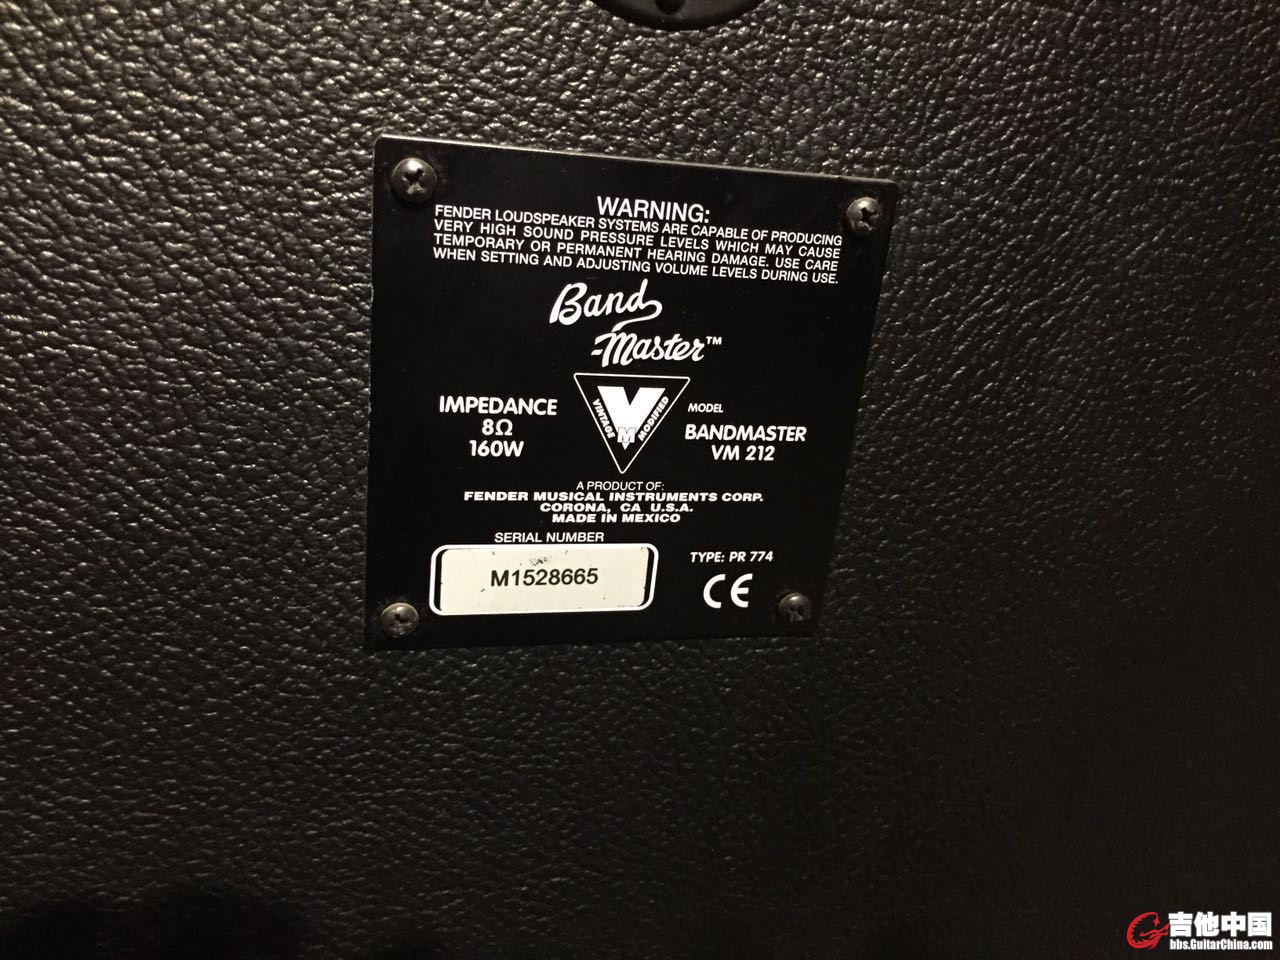 WARNING:
FENDER LOUDSPEAKER SYSTEMS ARE CAPABLE OF PRODUCING
VERY HIGH SOUND PRESSURE LEVELS WHICH MAY CAUSE
TEMPORARY OR PERMANENT HEARING DAMAGE. USE CARE
WHEN SETTING AND ADJUSTING VOLUME LEVELS DURING USE.
Band
-Master™
IMPEDANCE
8Ω
160W
VINTAGE MODIFIED
VM
MODEL
BANDMASTER
VM 212
A PRODUCT OF:
FENDER MUSICAL INSTRUMENTS CORP.
CORONA, CA U.S.A.
MADE IN MEXICO
SERIAL NUMBER
M1528665
TYPE: PR 774
CE
吉他中国
bbs.GuitarChina.com